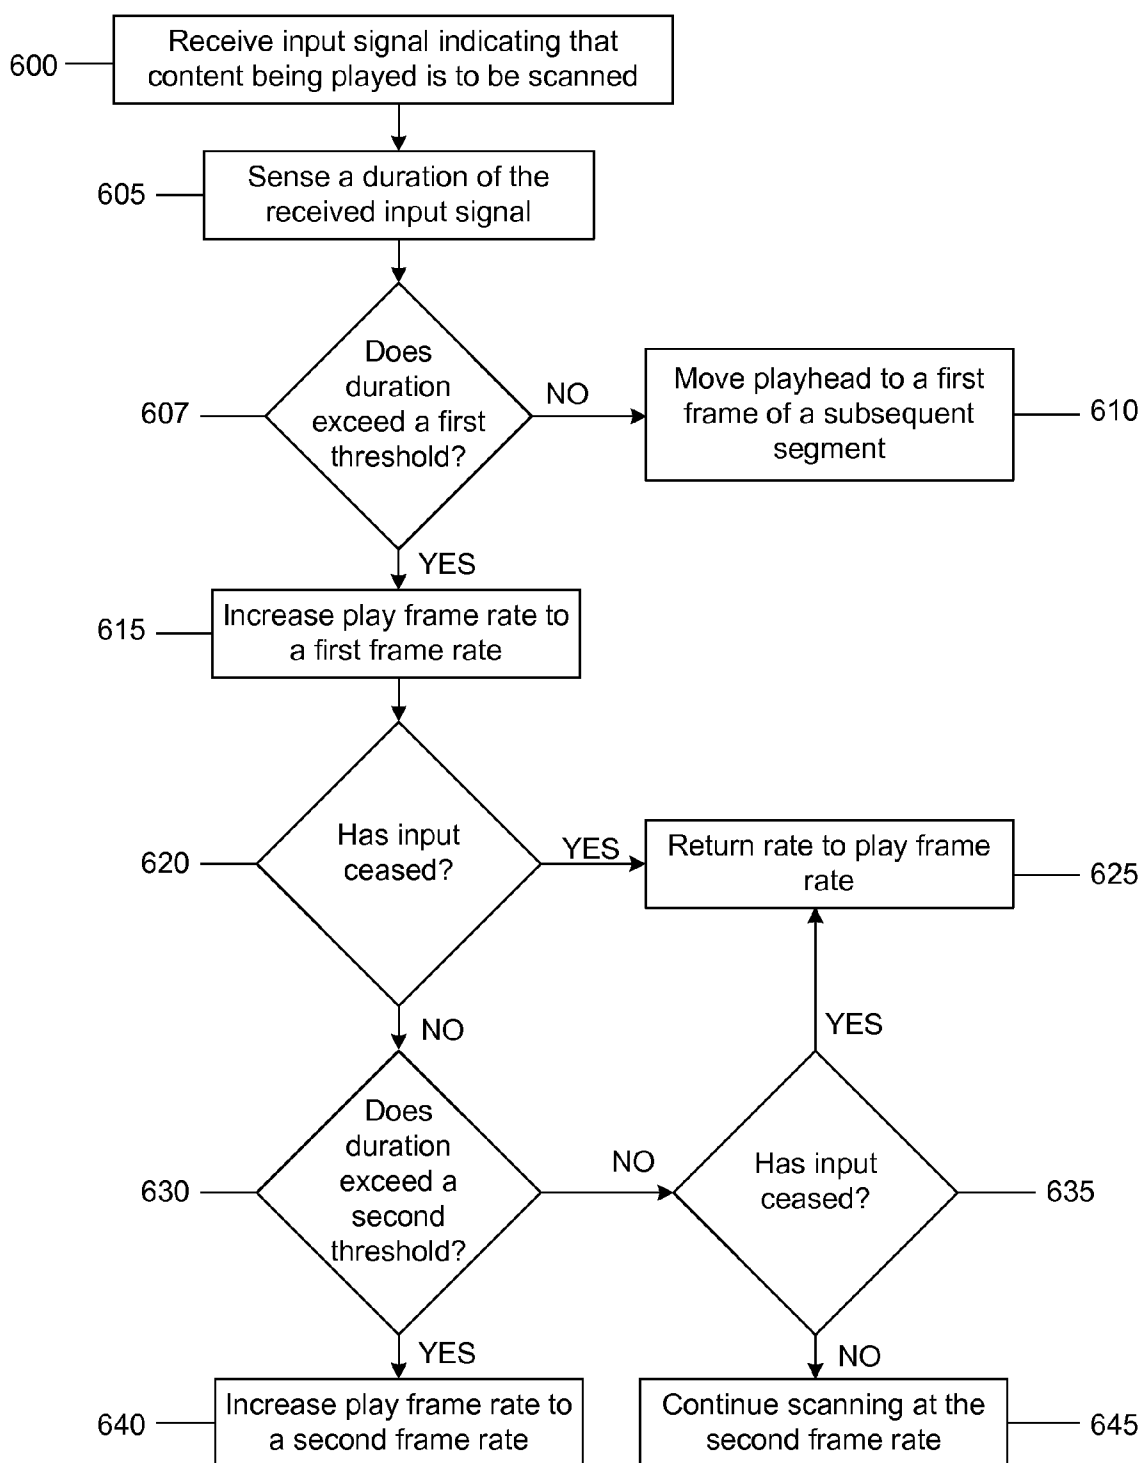 600
Receive input signal indicating that
content being played is to be scanned
605
Sense a duration of the
received input signal
607
Does
duration
exceed a first
threshold?
NO
Move playhead to a first
frame of a subsequent
segment
610
YES
615
Increase play frame rate to
a first frame rate
620
Has input
ceased?
YES
Return rate to play frame
rate
625
NO
YES
630
Does
duration
exceed a
second
threshold?
NO
Has input
ceased?
635
YES
NO
640
Increase play frame rate to
a second frame rate
Continue scanning at the
second frame rate
645